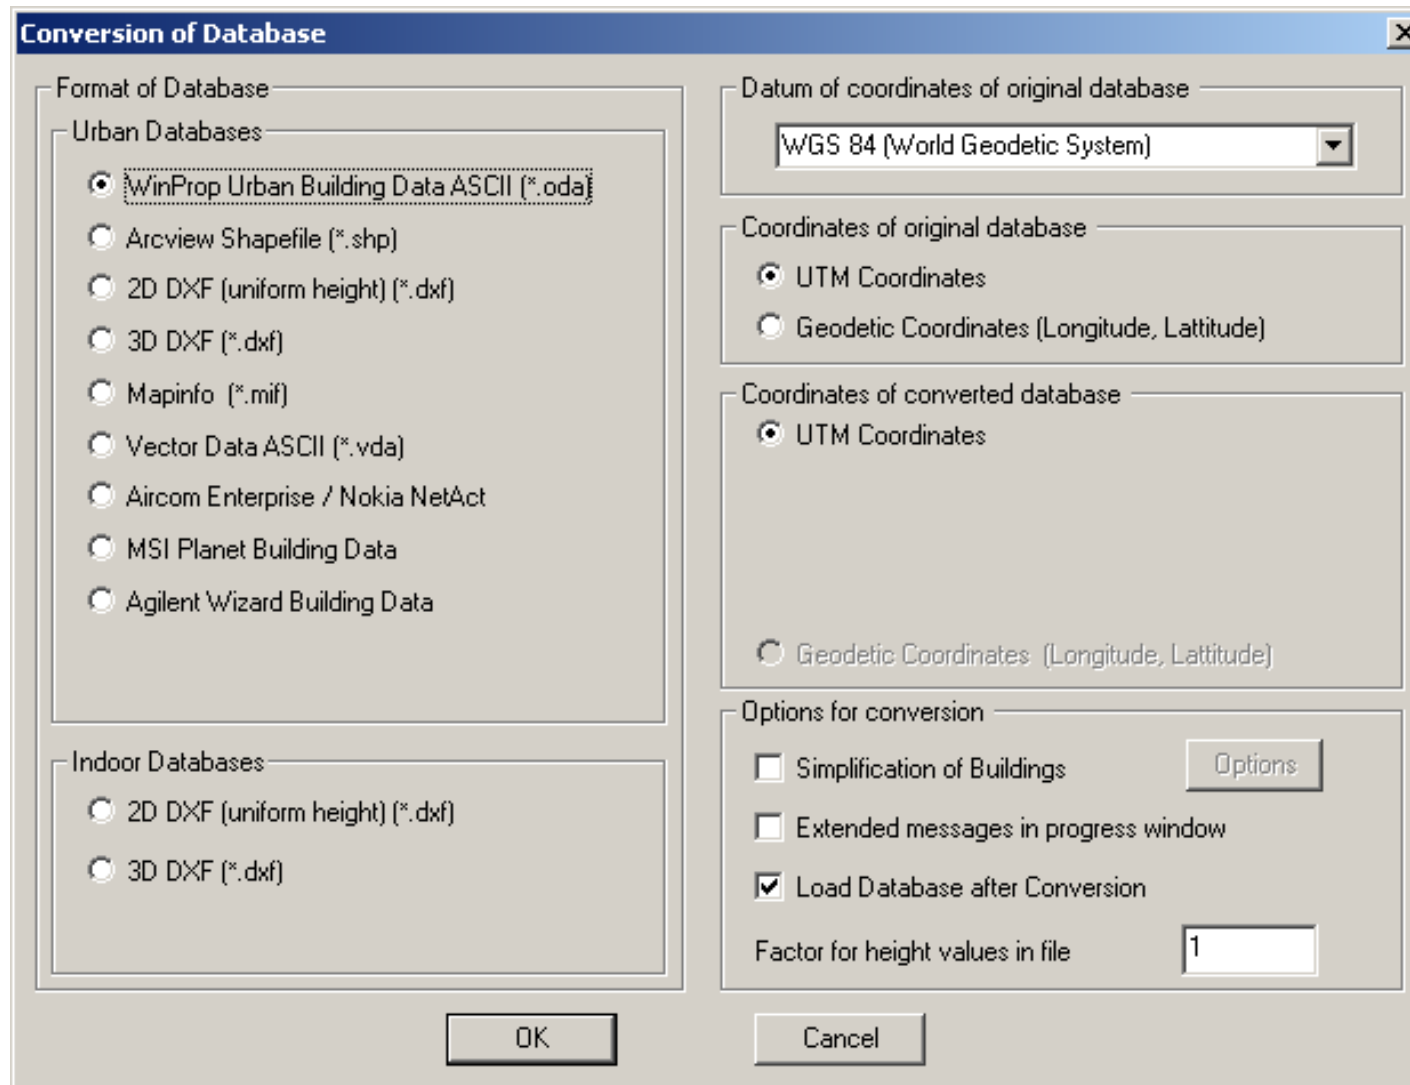 Conversion of Database
Format of Database
Urban Databases
WinProp Urban Building Data ASCII (*.oda)
Arcview Shapefile (*.shp)
2D DXF (uniform height) (*.dxf)
3D DXF (*.dxf)
Mapinfo (*.mif)
Vector Data ASCII (*.vda)
Aircom Enterprise / Nokia NetAct
MSI Planet Building Data
Agilent Wizard Building Data
Indoor Databases
2D DXF (uniform height) (*.dxf)
3D DXF (*.dxf)
Datum of coordinates of original database
WGS 84 (World Geodetic System)
Coordinates of original database
UTM Coordinates
Geodetic Coordinates (Longitude, Lattitude)
Coordinates of converted database
UTM Coordinates
Geodetic Coordinates (Longitude, Lattitude)
Options for conversion
Simplification of Buildings
Options
Extended messages in progress window
Load Database after Conversion
Factor for height values in file
1
OK
Cancel